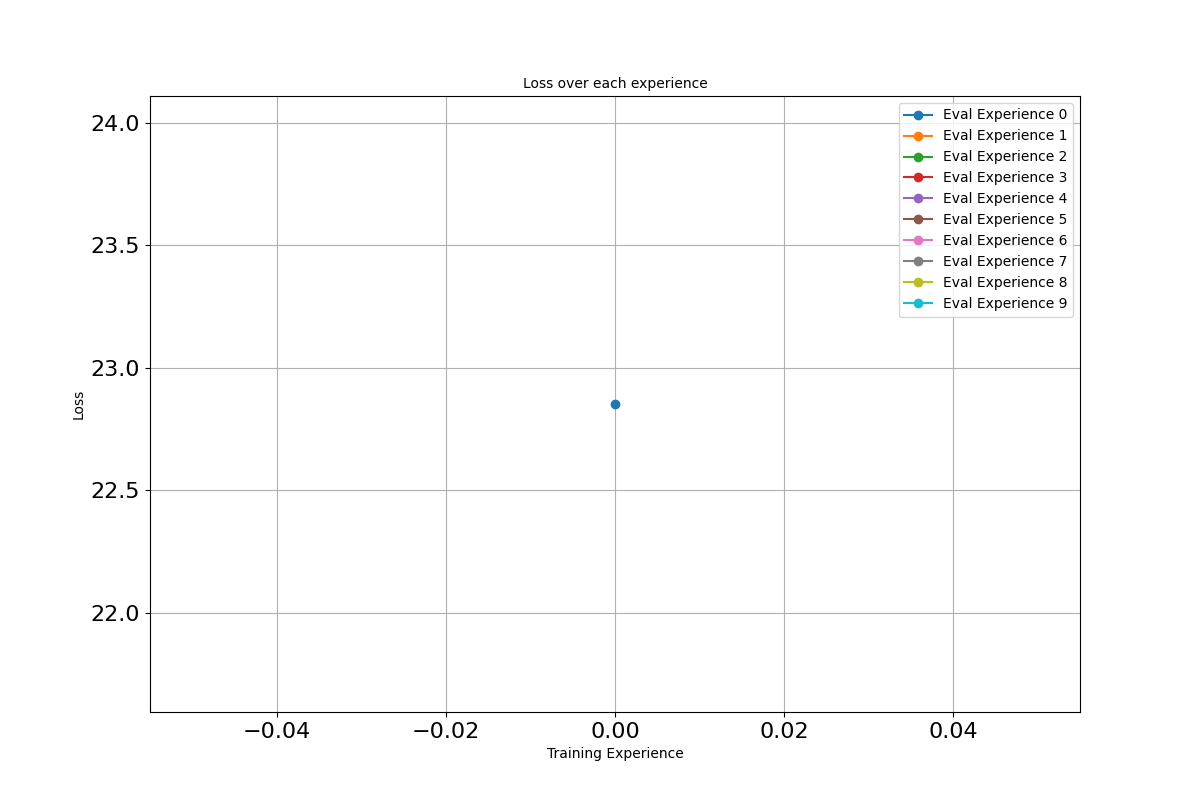 Loss over each experience
Eval Experience 0
Eval Experience 1
Eval Experience 2
Eval Experience 3
Eval Experience 4
Eval Experience 5
Eval Experience 6
Eval Experience 7
Eval Experience 8
Eval Experience 9
24.0
23.5
23.0
22.5
22.0
Loss
−0.04 −0.02 0.00 0.02 0.04
Training Experience